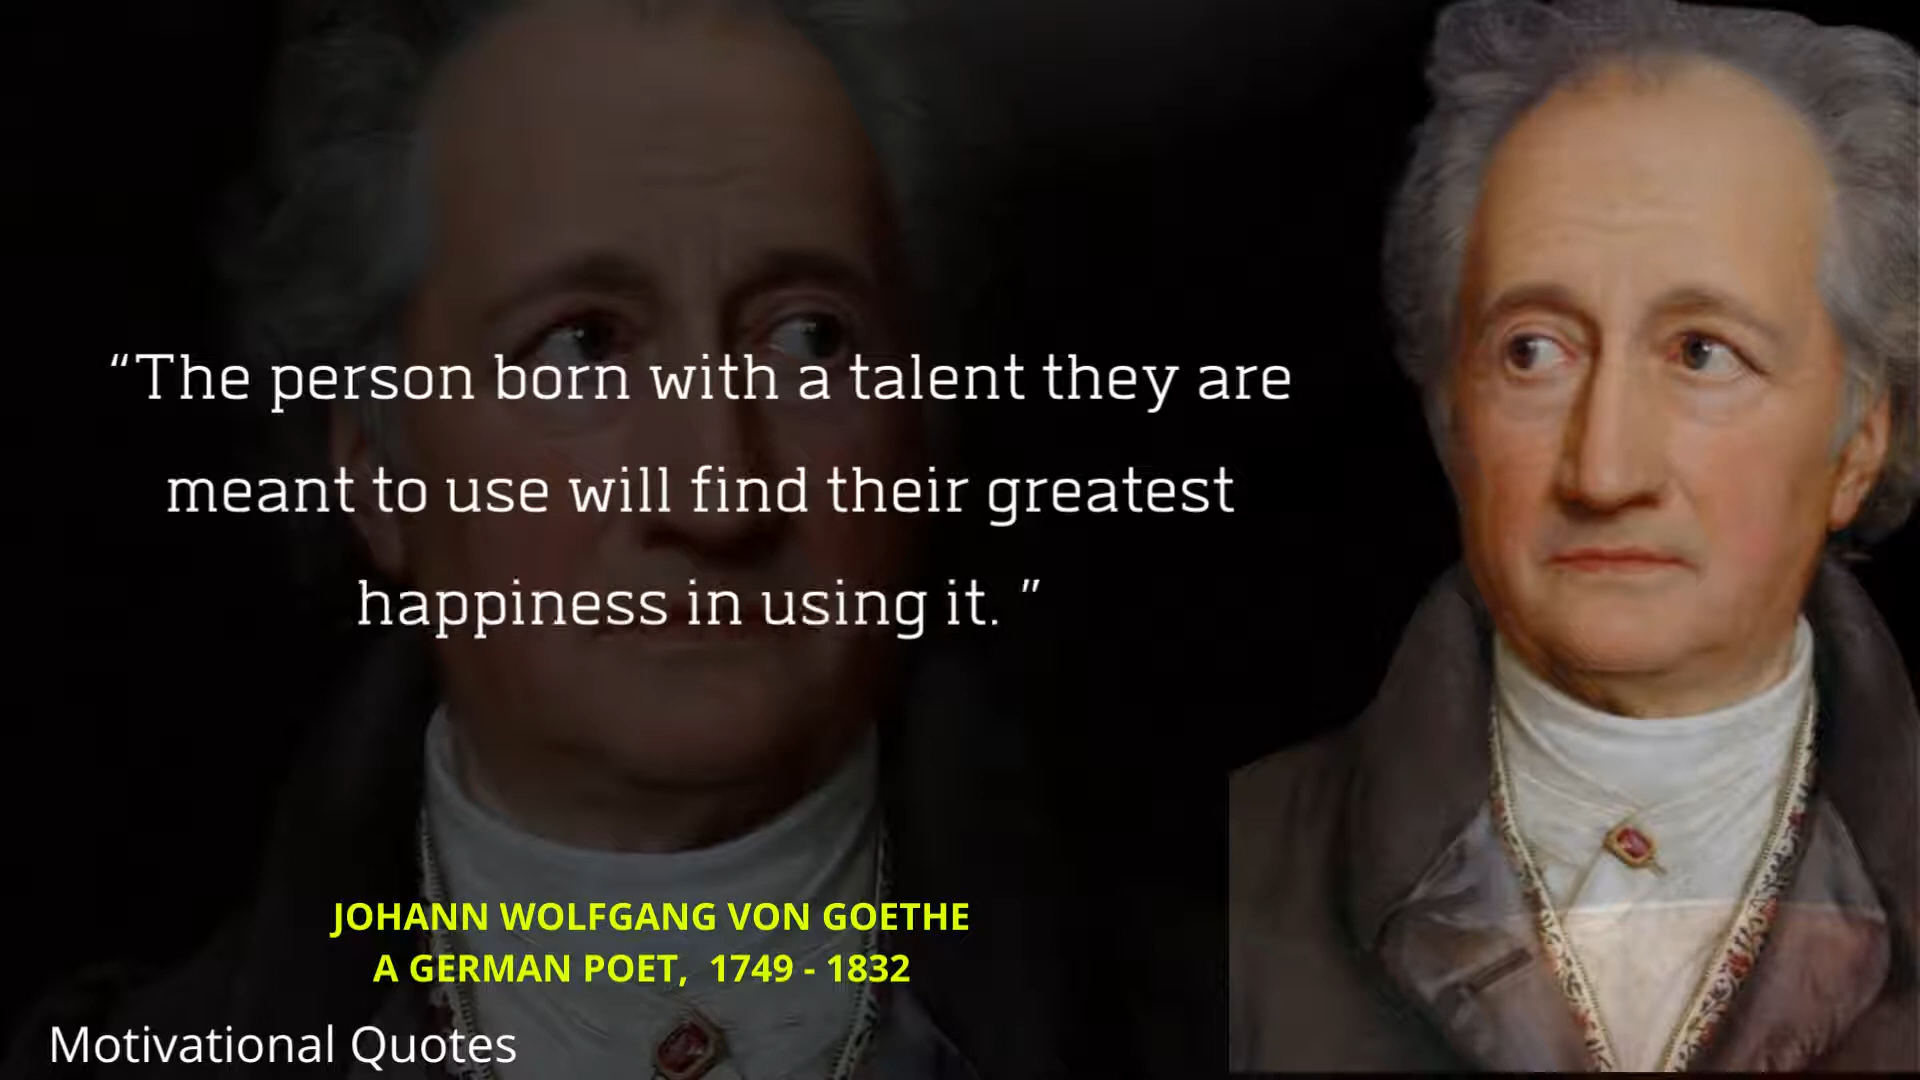 “The person born with a talent they are
meant to use will find their greatest
happiness in using it. ”
JOHANN WOLFGANG VON GOETHE
A GERMAN POET,  1749 - 1832
Motivational Quotes